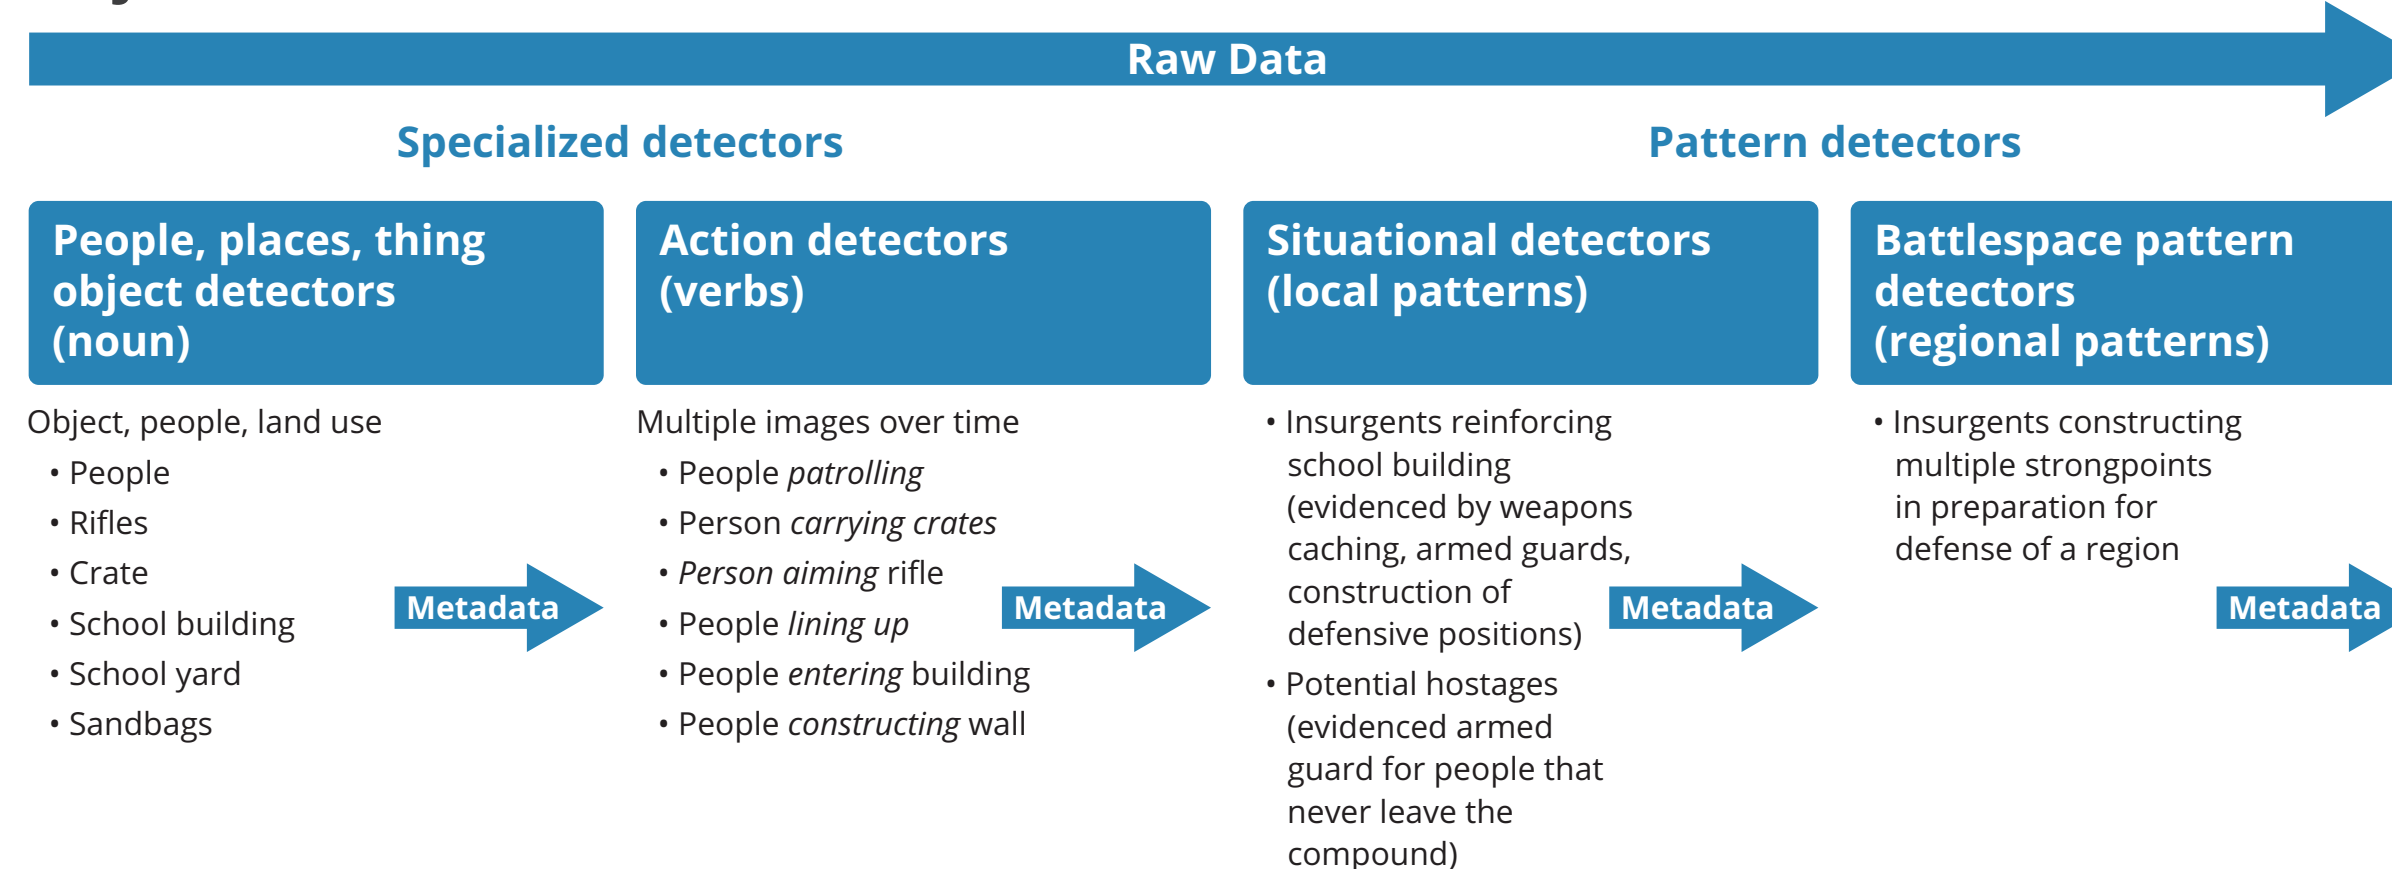 Raw Data
Specialized detectors
Pattern detectors
People, places, thing
object detectors
(noun)
Object, people, land use
• People
• Rifles
• Crate
• School building
• School yard
• Sandbags
Metadata
Action detectors
(verbs)
Multiple images over time
• People patrolling
• Person carrying crates
• Person aiming rifle
• People lining up
• People entering building
• People constructing wall
Metadata
Situational detectors
(local patterns)
• Insurgents reinforcing
school building
(evidenced by weapons
caching, armed guards,
construction of
defensive positions)
• Potential hostages
(evidenced armed
guard for people that
never leave the
compound)
Metadata
Battlespace pattern
detectors
(regional patterns)
• Insurgents constructing
multiple strongpoints
in preparation for
defense of a region
Metadata